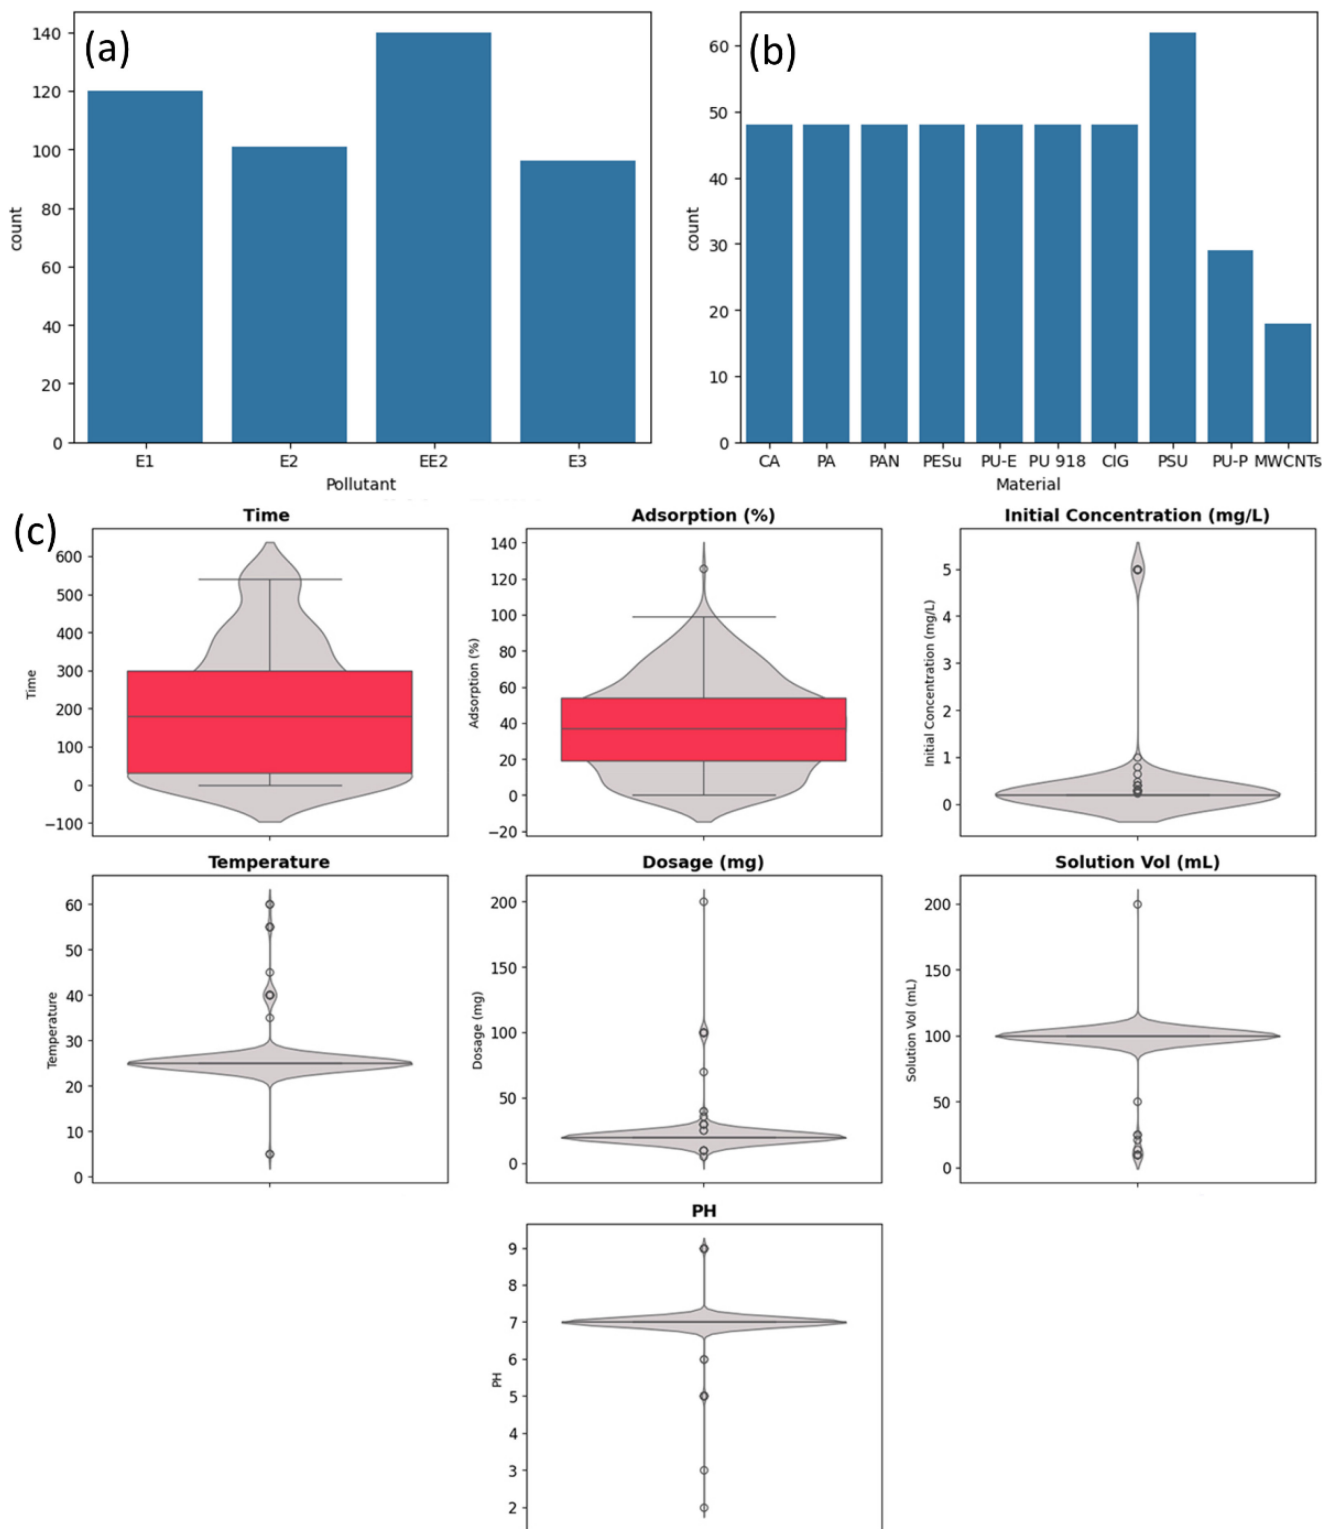 (a)
140
120
100
80
60
40
20
0
count
E1 E2 EE2 E3
Pollutant
(b)
60
50
40
30
20
10
0
count
CA PA PAN PESu PU-E PU 918 CIG PSU PU-P MWCNTs
Material
(c)
Time
600
500
400
300
200
100
0
−100
Time
Adsorption (%)
140
120
100
80
60
40
20
0
−20
Adsorption (%)
Initial Concentration (mg/L)
5
4
3
2
1
0
Initial Concentration (mg/L)
Temperature
60
50
40
30
20
10
0
Temperature
Dosage (mg)
200
150
100
50
0
Dosage (mg)
Solution Vol (mL)
200
150
100
50
0
Solution Vol (mL)
PH
9
8
7
6
5
4
3
2
PH